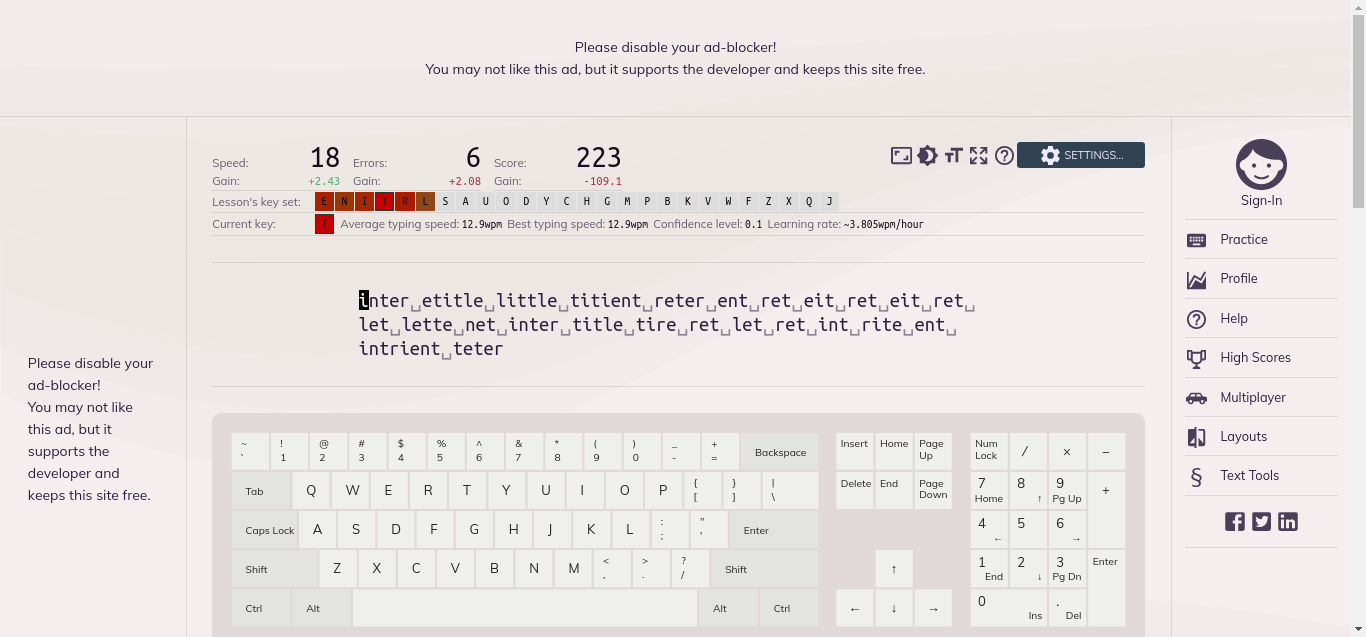 Please disable your ad-blocker!
You may not like this ad, but it supports the developer and keeps this site free.
Please disable your
ad-blocker!
You may not like
this ad, but it
supports the
developer and
keeps this site free.
Speed: 18 Errors: 6 Score: 223
Gain: +2.43 Gain: +2.08 Gain: -109.1
SETTINGS...
Lesson's key set: E N I T R L S A U O D Y C H G M P B K V W F Z X Q J
Current key: T Average typing speed: 12.9wpm Best typing speed: 12.9wpm Confidence level: 0.1 Learning rate: ~3.805wpm/hour
inter␣etitle␣little␣titient␣reter␣ent␣ret␣eit␣ret␣eit␣ret␣
let␣lette␣net␣inter␣title␣tire␣ret␣let␣ret␣int␣rite␣ent␣
intrient␣teter
~ ! @ # $ % ^ & * ( ) _ +
` 1 2 3 4 5 6 7 8 9 0 - = Backspace
Tab Q W E R T Y U I O P { [ } ] | \
Caps Lock A S D F G H J K L : ; " ' Enter
Shift Z X C V B N M < , > . ? / Shift
Ctrl Alt Alt Ctrl
Insert Home Page Up
Delete End Page Down
↑
← ↓ →
Num Lock / × −
7 Home 8 ↑ 9 Pg Up +
4 ← 5 6 →
1 End 2 ↓ 3 Pg Dn Enter
0 Ins . Del
Sign-In
Practice
Profile
Help
High Scores
Multiplayer
Layouts
§ Text Tools